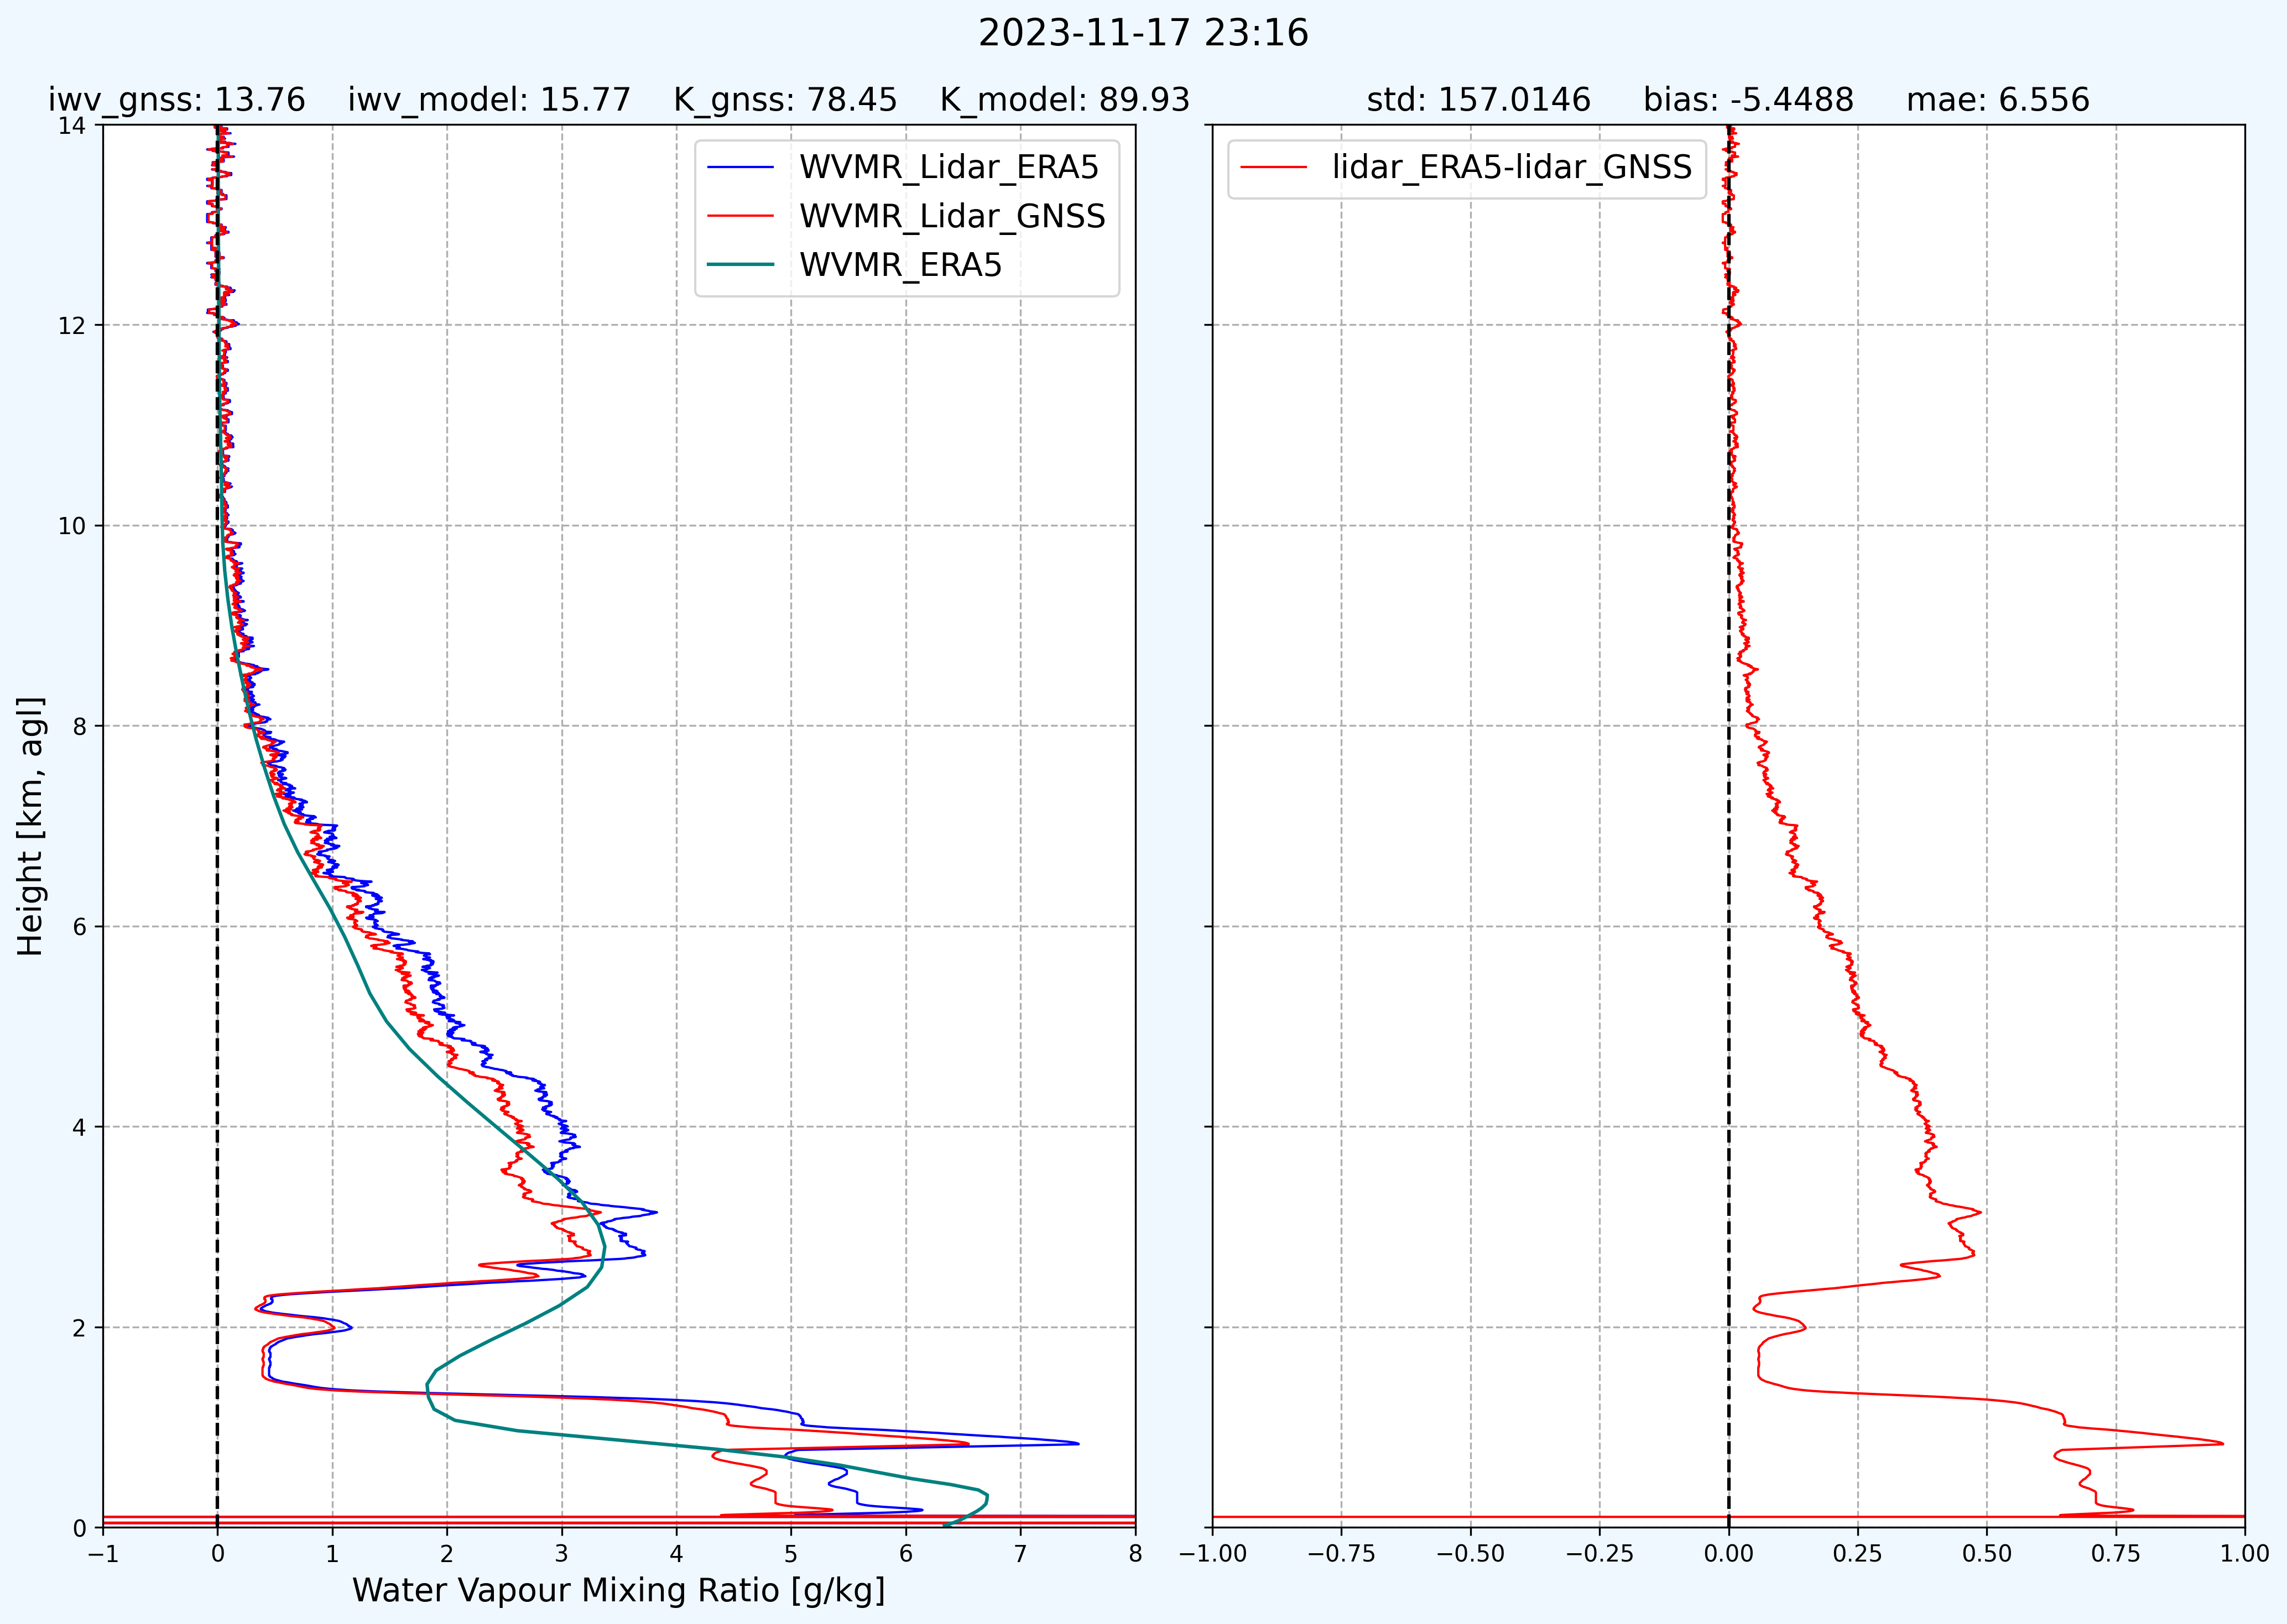 2023-11-17 23:16
iwv_gnss: 13.76 iwv_model: 15.77 K_gnss: 78.45 K_model: 89.93
std: 157.0146 bias: -5.4488 mae: 6.556
WVMR_Lidar_ERA5
WVMR_Lidar_GNSS
WVMR_ERA5
lidar_ERA5-lidar_GNSS
Height [km, agl]
14
12
10
8
6
4
2
0
−1 0 1 2 3 4 5 6 7 8
Water Vapour Mixing Ratio [g/kg]
−1.00 −0.75 −0.50 −0.25 0.00 0.25 0.50 0.75 1.00